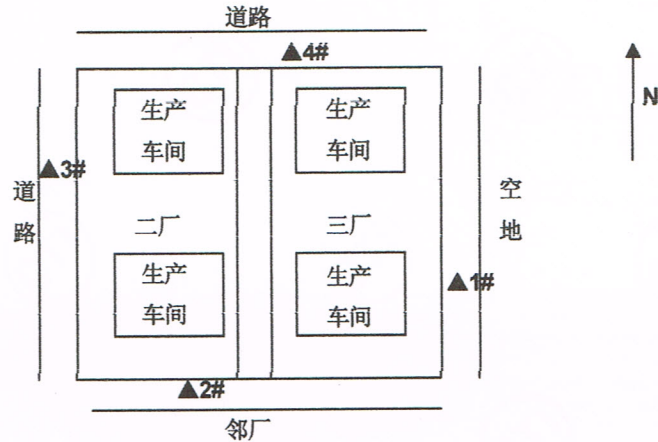 道路
▲4#
N
生产
车间
生产
车间
▲3#
道
路
空
地
二厂
三厂
生产
车间
生产
车间
▲1#
▲2#
邻厂